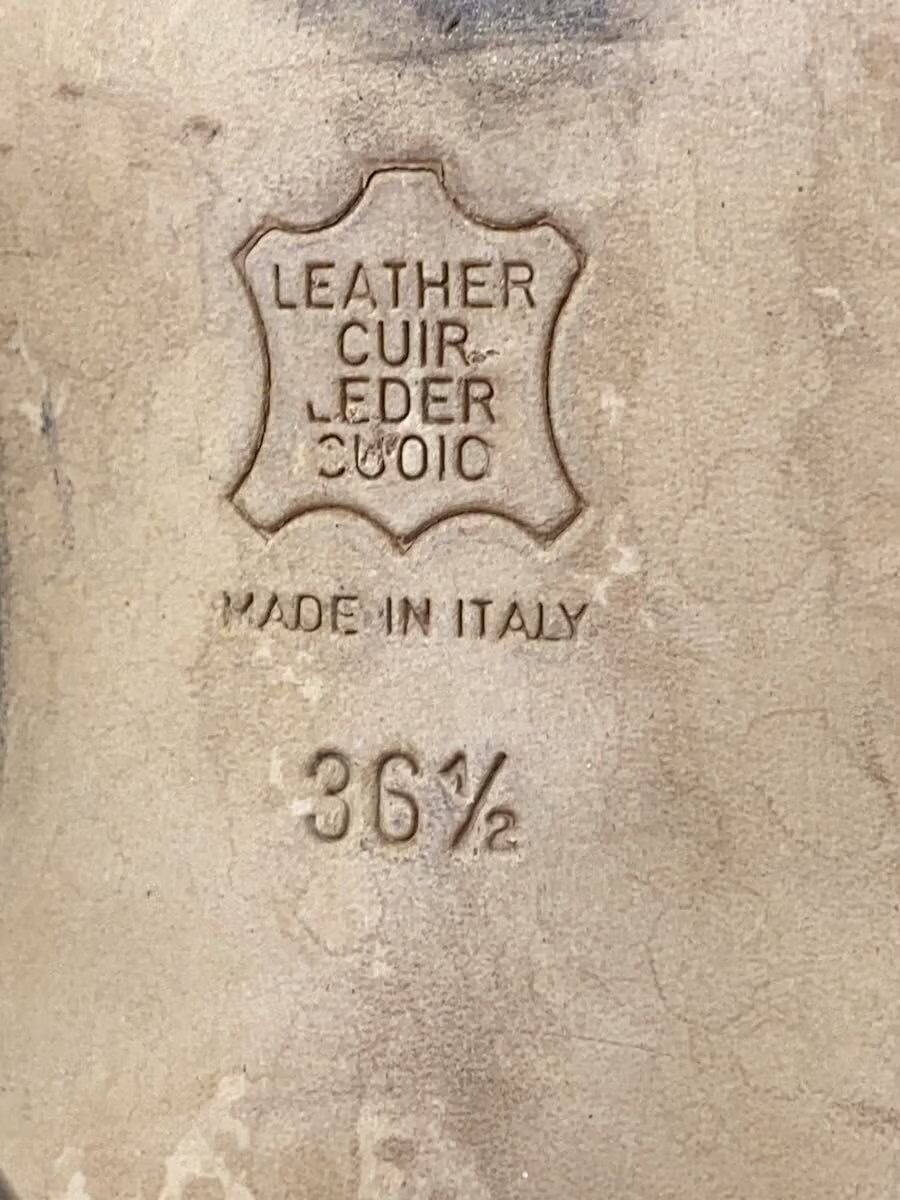 LEATHER
CUIR
LEDER
CUOIO
MADE IN ITALY
36½